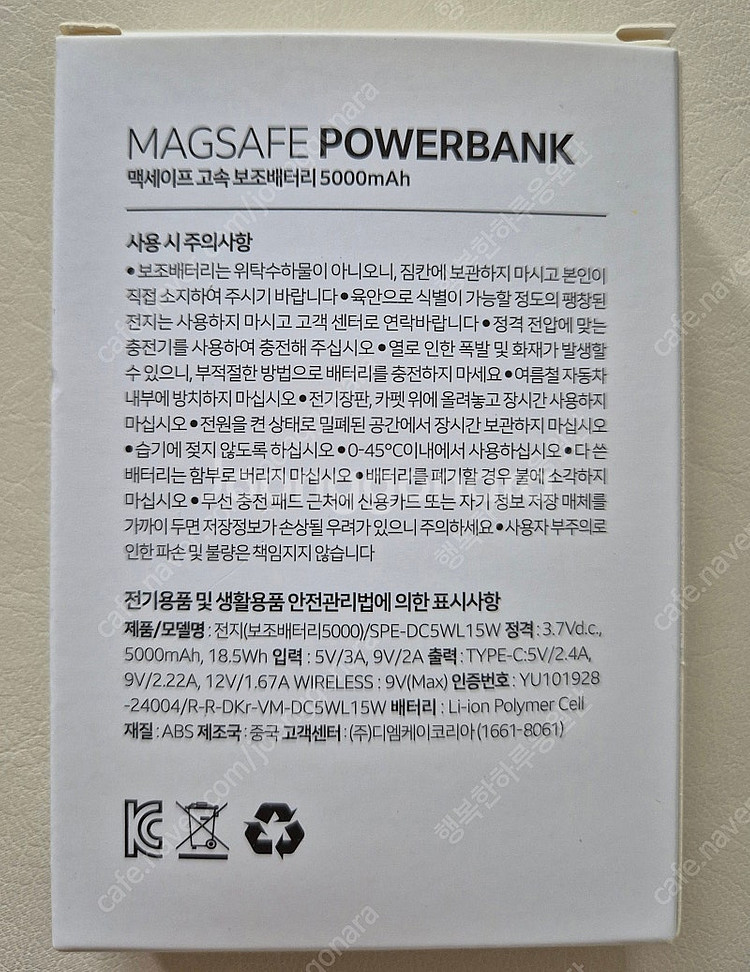 MAGSAFE POWERBANK
맥세이프 고속 보조배터리 5000mAh
사용 시 주의사항
•보조배터리는 위탁수하물이 아니오니, 짐칸에 보관하지 마시고 본인이
직접 소지하여 주시기 바랍니다•육안으로 식별이 가능할 정도의 팽창된
전지는 사용하지 마시고 고객 센터로 연락바랍니다•정격 전압에 맞는
충전기를 사용하여 충전해 주십시오•열로 인한 폭발 및 화재가 발생할
수 있으니, 부적절한 방법으로 배터리를 충전하지 마세요•여름철 자동차
내부에 방치하지 마십시오•전기장판, 카펫 위에 올려놓고 장시간 사용하지
마십시오•전원을 켠 상태로 밀폐된 공간에서 장시간 보관하지 마십시오
•습기에 젖지 않도록 하십시오•0-45°C이내에서 사용하십시오•다 쓴
배터리는 함부로 버리지 마십시오•배터리를 폐기할 경우 불에 소각하지
마십시오•무선 충전 패드 근처에 신용카드 또는 자기 정보 저장 매체를
가까이 두면 저장정보가 손상될 우려가 있으니 주의하세요•사용자 부주의로
인한 파손 및 불량은 책임지지 않습니다
전기용품 및 생활용품 안전관리법에 의한 표시사항
제품/모델명 : 전지(보조배터리5000)/SPE-DC5WL15W 정격 : 3.7Vd.c.,
5000mAh, 18.5Wh 입력 : 5V/3A, 9V/2A 출력 : TYPE-C:5V/2.4A,
9V/2.22A, 12V/1.67A WIRELESS : 9V(Max) 인증번호 : YU101928
-24004/R-R-DKr-VM-DC5WL15W 배터리 : Li-ion Polymer Cell
재질 : ABS 제조국 : 중국 고객센터 : (주)디엠케이코리아 (1661-8061)
cafe.naver.com/joonggonara
행복한하루응원단